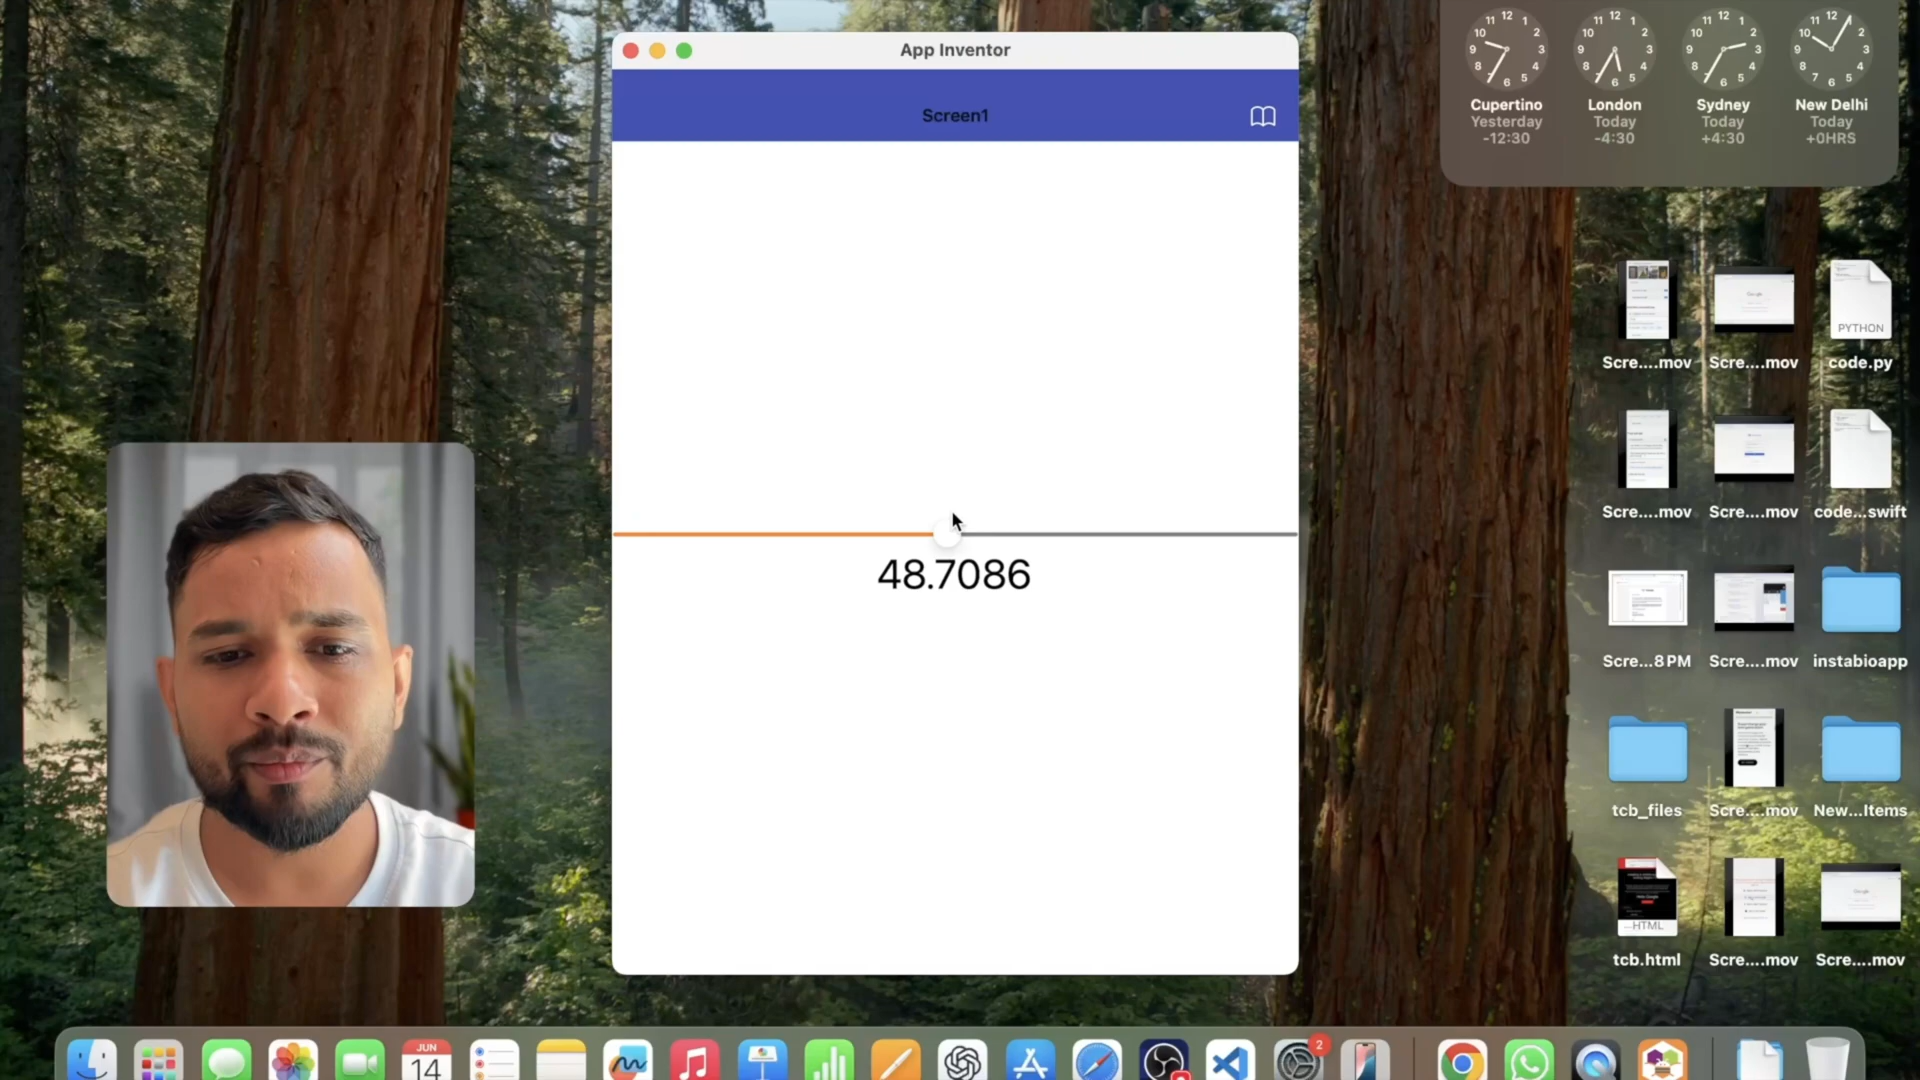 App Inventor
Screen1
48.7086
Cupertino
Yesterday
-12:30
London
Today
-4:30
Sydney
Today
+4:30
New Delhi
Today
+0HRS
PYTHON
Scre....mov
Scre....mov
code.py
Scre....mov
Scre....mov
code...swift
Scre...8 PM
Scre....mov
instabioapp
tcb_files
Scre....mov
New...Items
HTML
tcb.html
Scre....mov
Scre....mov
JUN
14
2